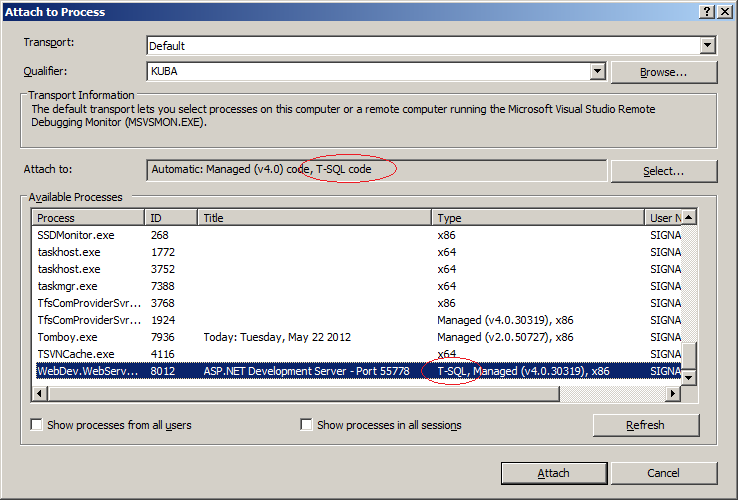 Attach to Process
Transport: Default
Qualifier: KUBA Browse...
Transport Information
The default transport lets you select processes on this computer or a remote computer running the Microsoft Visual Studio Remote
Debugging Monitor (MSVSMON.EXE).
Attach to: Automatic: Managed (v4.0) code, T-SQL code Select...
Available Processes
Process ID Title Type User N
SSDMonitor.exe 268 x86 SIGNA
taskhost.exe 1772 x64 SIGNA
taskhost.exe 3752 x64 SIGNA
taskmgr.exe 7388 x64 SIGNA
TfsComProviderSvr... 3768 x86 SIGNA
TfsComProviderSvr... 1924 Managed (v4.0.30319), x86 SIGNA
Tomboy.exe 7936 Today: Tuesday, May 22 2012 Managed (v2.0.50727), x86 SIGNA
TSVNCache.exe 4116 x64 SIGNA
WebDev.WebServ... 8012 ASP.NET Development Server - Port 55778 T-SQL, Managed (v4.0.30319), x86 SIGNA
Show processes from all users Show processes in all sessions Refresh
Attach Cancel